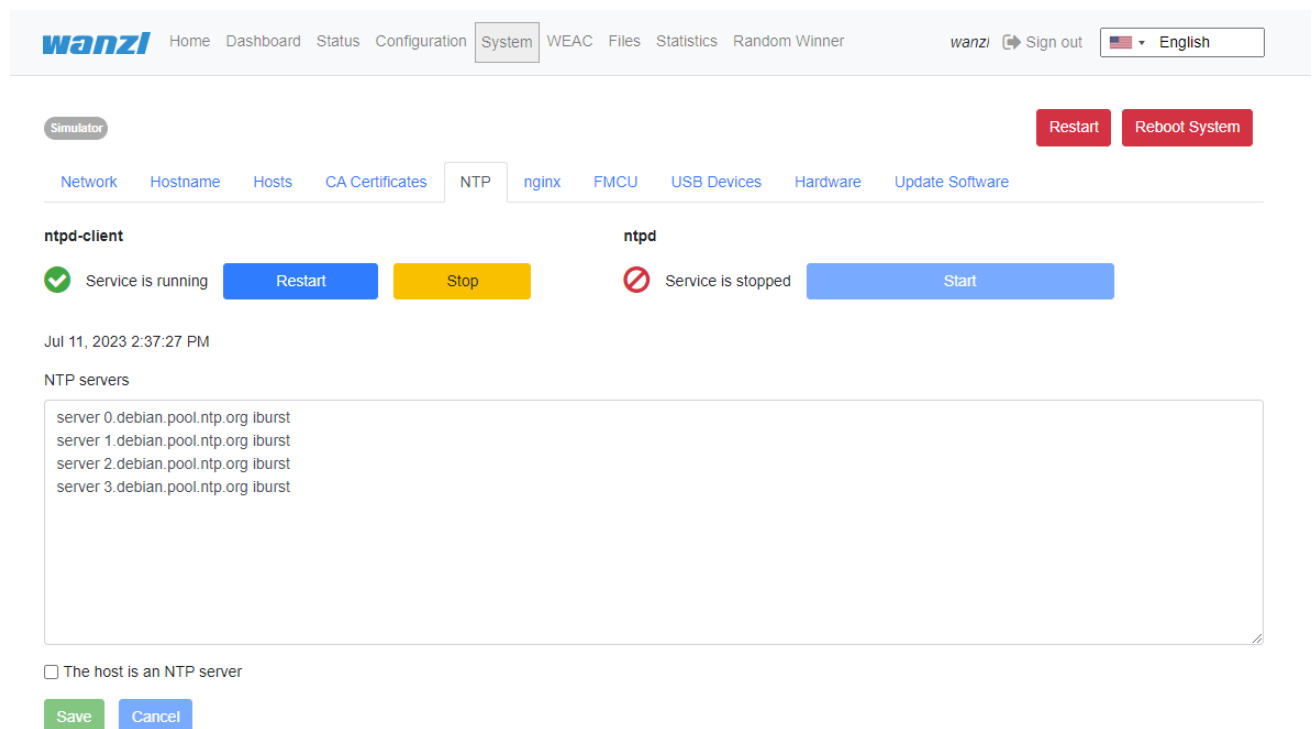 wanzl Home Dashboard Status Configuration System WEAC Files Statistics Random Winner wanzl Sign out English
Simulator Restart Reboot System
Network Hostname Hosts CA Certificates NTP nginx FMCU USB Devices Hardware Update Software
ntpd-client ntpd
Service is running Restart Stop Service is stopped Start
Jul 11, 2023 2:37:27 PM
NTP servers
server 0.debian.pool.ntp.org iburst
server 1.debian.pool.ntp.org iburst
server 2.debian.pool.ntp.org iburst
server 3.debian.pool.ntp.org iburst
The host is an NTP server
Save Cancel